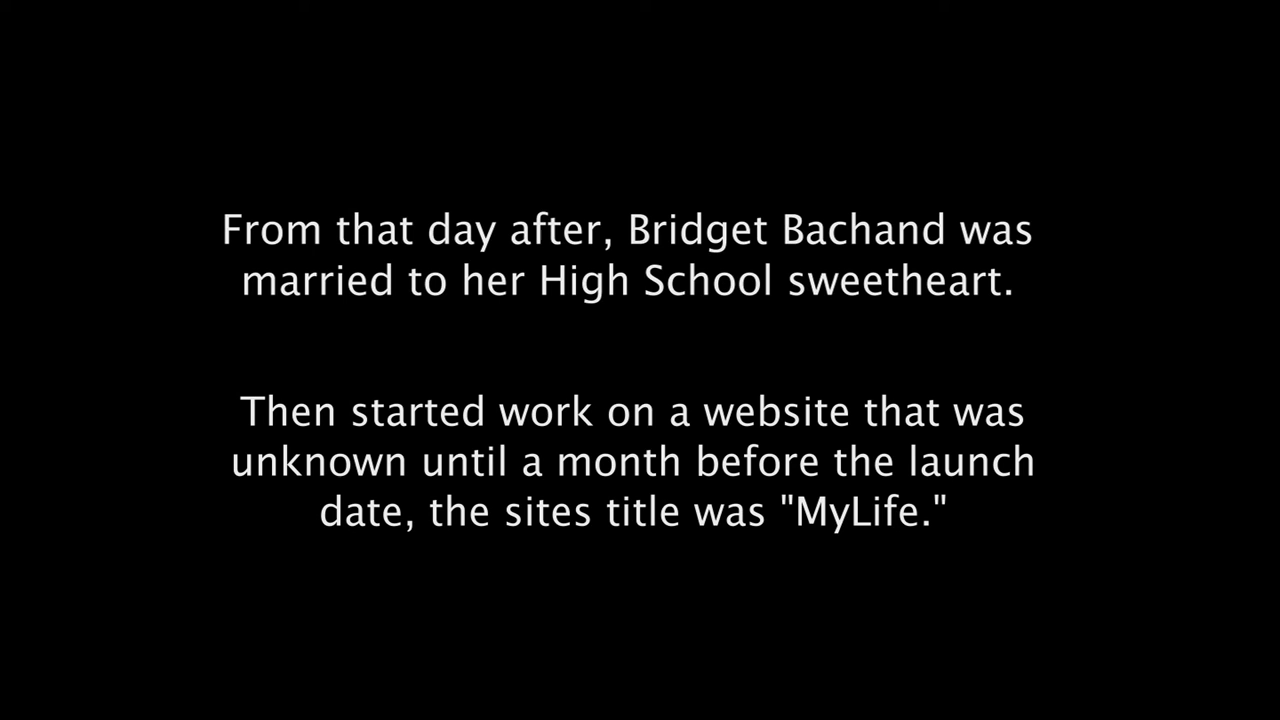 From that day after, Bridget Bachand was
married to her High School sweetheart.
Then started work on a website that was
unknown until a month before the launch
date, the sites title was "MyLife."